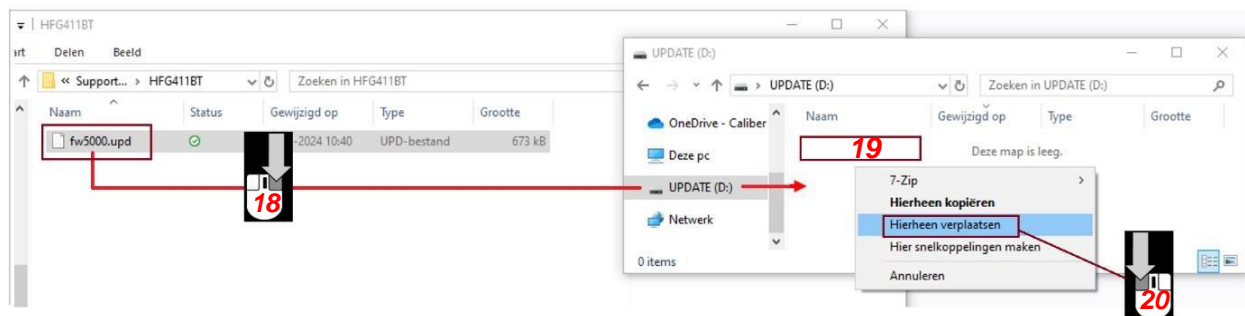 HFG411BT
art Delen Beeld
« Support... > HFG411BT Zoeken in HFG411BT
Naam Status Gewijzigd op Type Grootte
fw5000.upd -2024 10:40 UPD-bestand 673 kB
18
UPDATE (D:)
UPDATE (D:) Zoeken in UPDATE (D:)
Naam Gewijzigd op Type Grootte
OneDrive - Caliber
Deze pc
UPDATE (D:)
Netwerk
0 items
19
Deze map is leeg.
7-Zip
Hierheen kopiëren
Hierheen verplaatsen
Hier snelkoppelingen maken
Annuleren
20